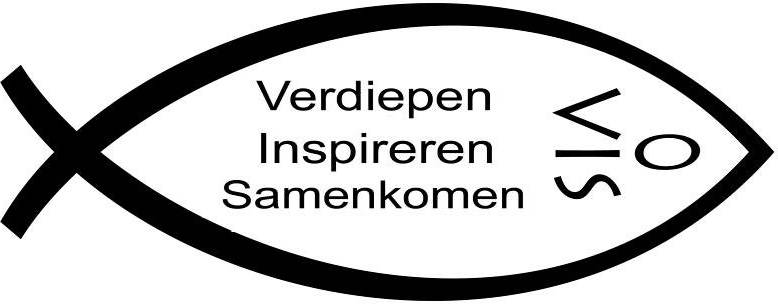 Verdiepen
Inspireren
Samenkomen
O
VIS